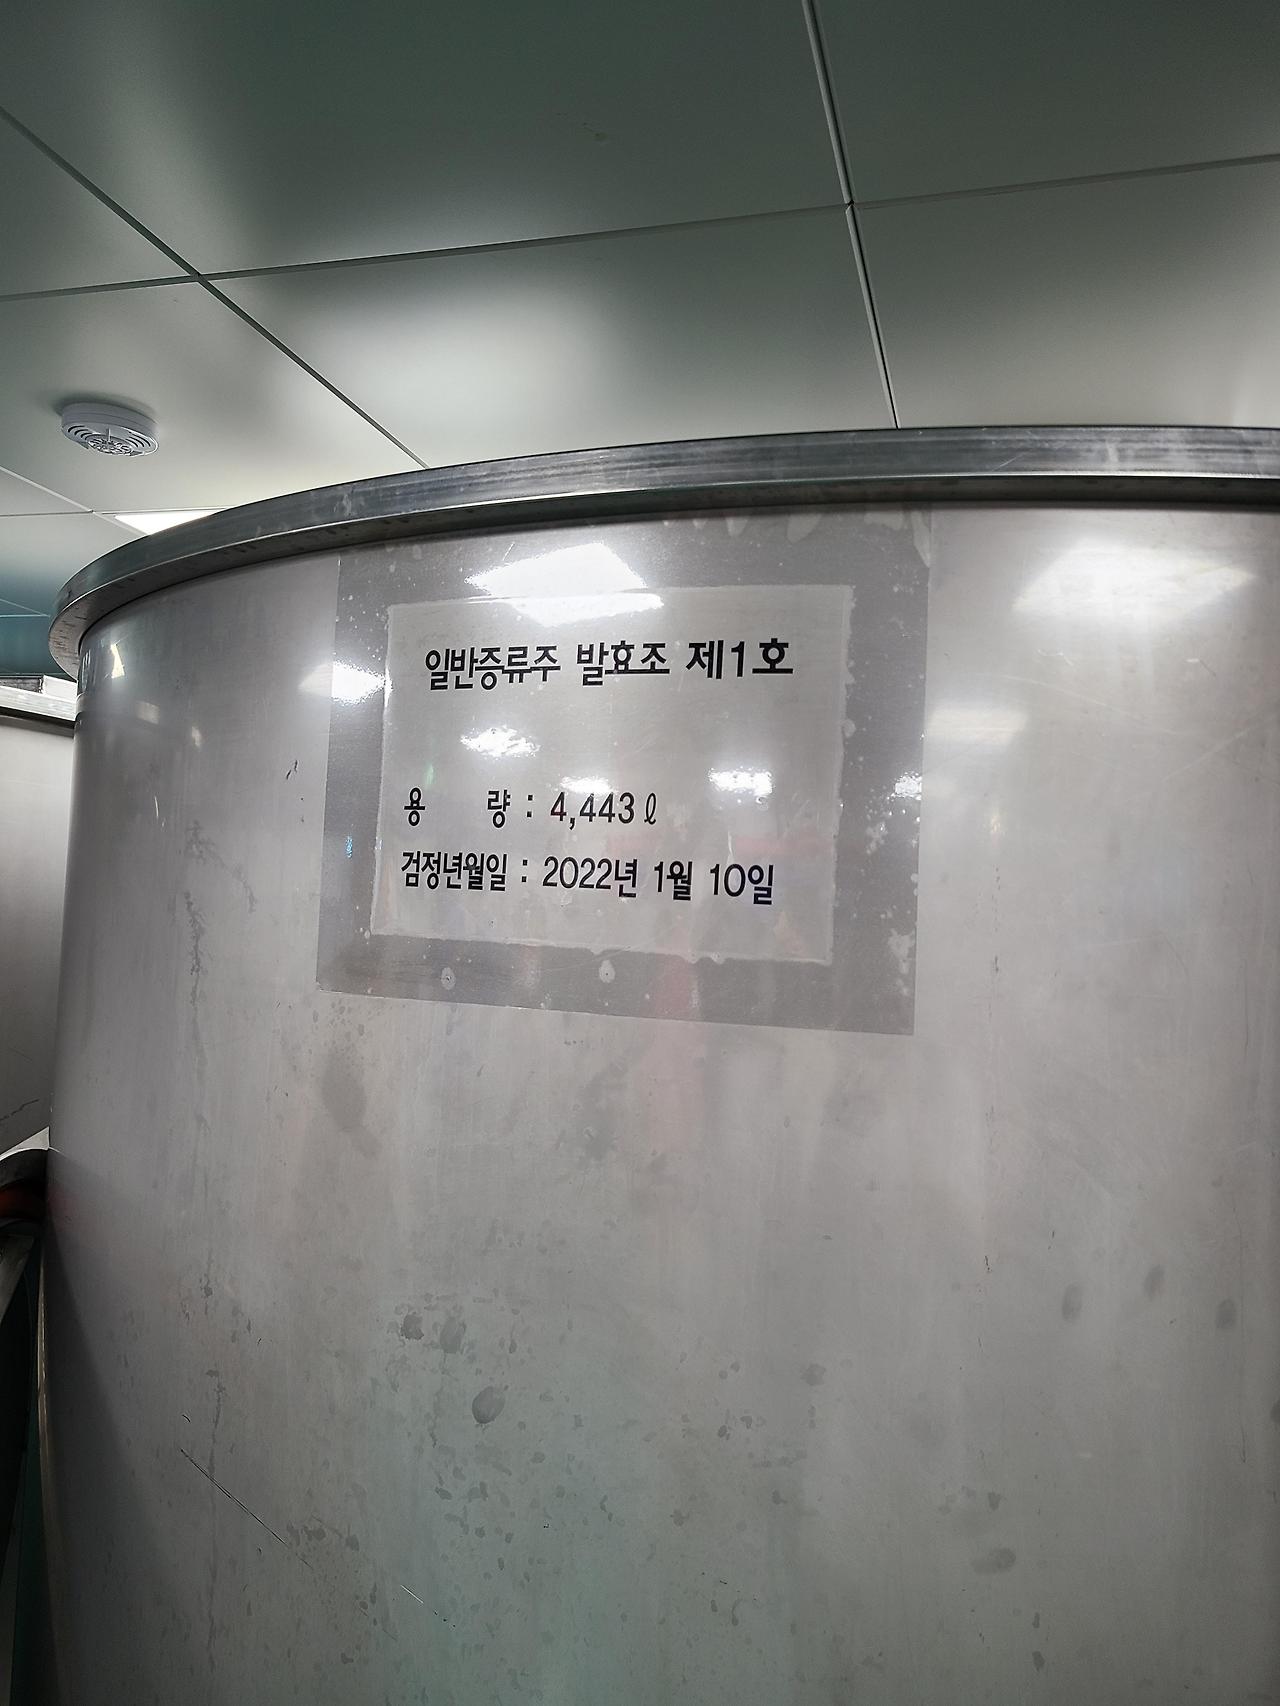 일반증류주 발효조 제1호
용 량 : 4,443ℓ
검정년월일 : 2022년 1월 10일